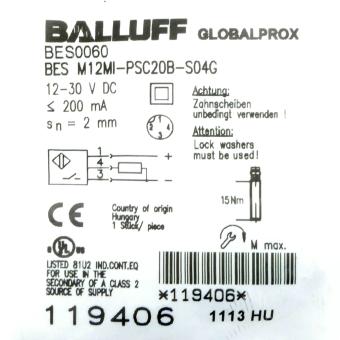 BALLUFF GLOBALPROX
BES0060
BES M12MI-PSC20B-S04G
12-30 V DC
≤ 200 mA
sn = 2 mm
Achtung:
Zahnscheiben
unbedingt verwenden !
Attention:
Lock washers
must be used!
1 +
4
3 -
15 Nm
M max.
CE
Country of origin
Hungary
1 Stück/ piece
UL
LISTED 81U2 IND.CONT.EQ
FOR USE IN THE
SECONDARY OF A CLASS 2
SOURCE OF SUPPLY
*119406*
119406 1113 HU